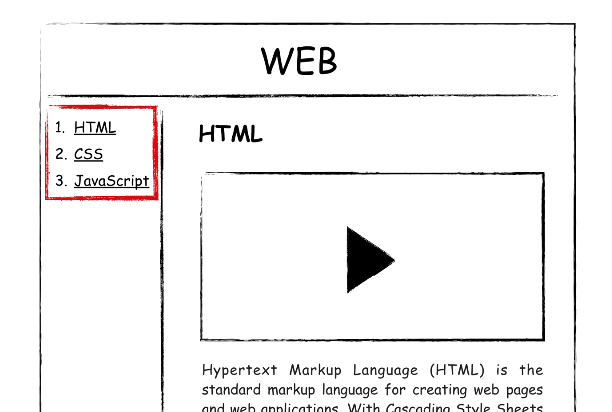 WEB
1. HTML
2. CSS
3. JavaScript
HTML
Hypertext Markup Language (HTML) is the
standard markup language for creating web pages
and web applications. With Cascading Style Sheets